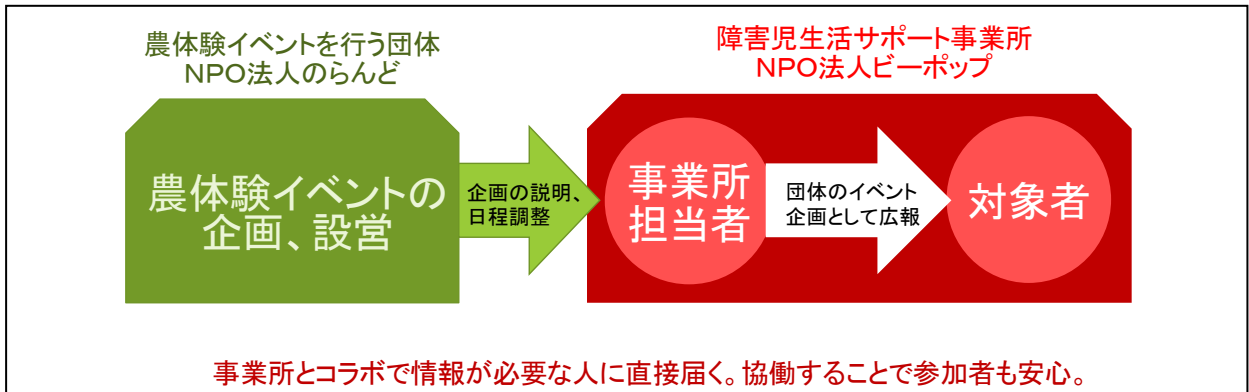 農体験イベントを行う団体
NPO法人のらんど
障害児生活サポート事業所
NPO法人ビーポップ
農体験イベントの
企画、設営
企画の説明、
日程調整
事業所
担当者
団体のイベント
企画として広報
対象者
事業所とコラボで情報が必要な人に直接届く。協働することで参加者も安心。